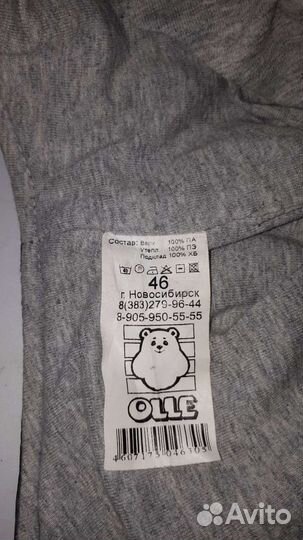 Состав: Верх 100% ПА
Утепл. 100% ПЭ
Подклад 100% ХБ
46
г. Новосибирск
8(383)279-96-44
8-905-950-55-55
OLLE
Avito